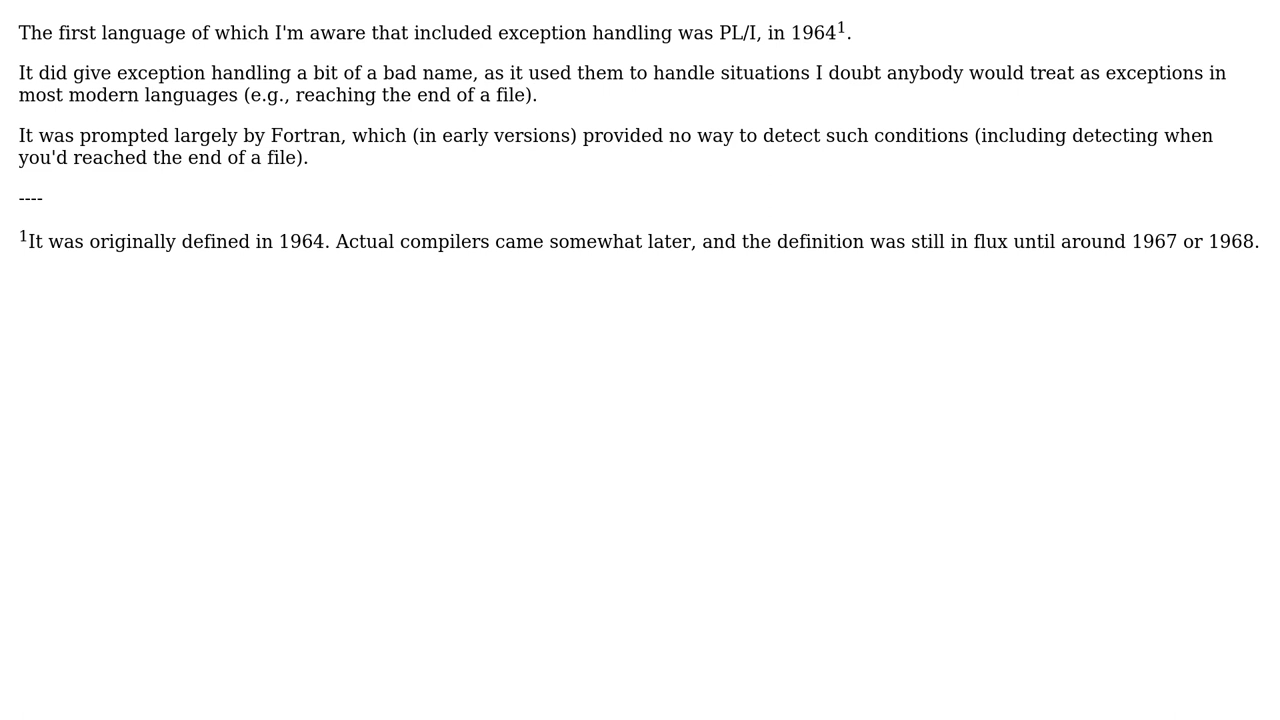 The first language of which I'm aware that included exception handling was PL/I, in 1964¹.
It did give exception handling a bit of a bad name, as it used them to handle situations I doubt anybody would treat as exceptions in
most modern languages (e.g., reaching the end of a file).
It was prompted largely by Fortran, which (in early versions) provided no way to detect such conditions (including detecting when
you'd reached the end of a file).
----
¹It was originally defined in 1964. Actual compilers came somewhat later, and the definition was still in flux until around 1967 or 1968.